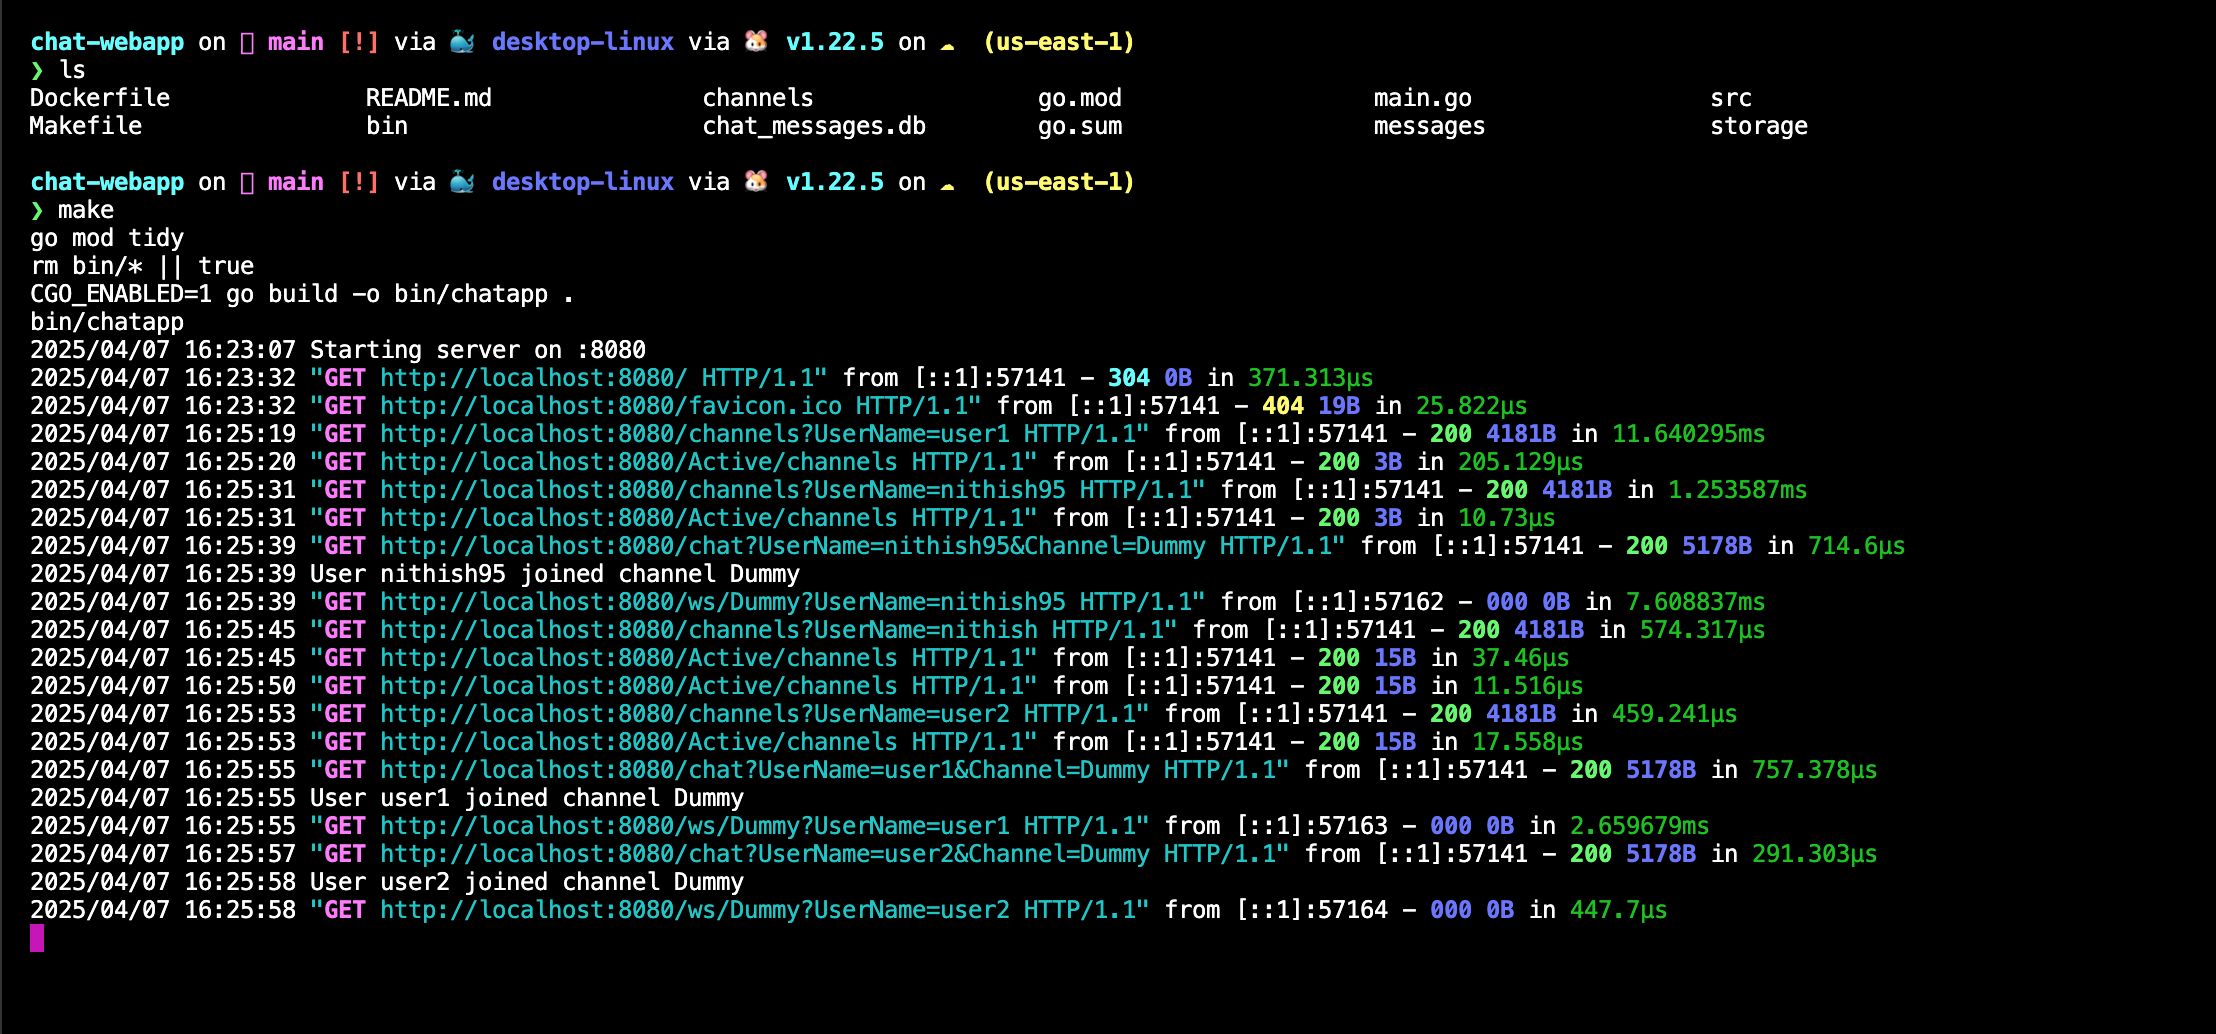 chat-webapp on main [!] via 🐳 desktop-linux via 🐹 v1.22.5 on ☁ (us-east-1)
❯ ls
Dockerfile README.md channels go.mod main.go src
Makefile bin chat_messages.db go.sum messages storage
chat-webapp on main [!] via 🐳 desktop-linux via 🐹 v1.22.5 on ☁ (us-east-1)
❯ make
go mod tidy
rm bin/* || true
CGO_ENABLED=1 go build -o bin/chatapp .
bin/chatapp
2025/04/07 16:23:07 Starting server on :8080
2025/04/07 16:23:32 "GET http://localhost:8080/ HTTP/1.1" from [::1]:57141 - 304 0B in 371.313µs
2025/04/07 16:23:32 "GET http://localhost:8080/favicon.ico HTTP/1.1" from [::1]:57141 - 404 19B in 25.822µs
2025/04/07 16:25:19 "GET http://localhost:8080/channels?UserName=user1 HTTP/1.1" from [::1]:57141 - 200 4181B in 11.640295ms
2025/04/07 16:25:20 "GET http://localhost:8080/Active/channels HTTP/1.1" from [::1]:57141 - 200 3B in 205.129µs
2025/04/07 16:25:31 "GET http://localhost:8080/channels?UserName=nithish95 HTTP/1.1" from [::1]:57141 - 200 4181B in 1.253587ms
2025/04/07 16:25:31 "GET http://localhost:8080/Active/channels HTTP/1.1" from [::1]:57141 - 200 3B in 10.73µs
2025/04/07 16:25:39 "GET http://localhost:8080/chat?UserName=nithish95&Channel=Dummy HTTP/1.1" from [::1]:57141 - 200 5178B in 714.6µs
2025/04/07 16:25:39 User nithish95 joined channel Dummy
2025/04/07 16:25:39 "GET http://localhost:8080/ws/Dummy?UserName=nithish95 HTTP/1.1" from [::1]:57162 - 000 0B in 7.608837ms
2025/04/07 16:25:45 "GET http://localhost:8080/channels?UserName=nithish HTTP/1.1" from [::1]:57141 - 200 4181B in 574.317µs
2025/04/07 16:25:45 "GET http://localhost:8080/Active/channels HTTP/1.1" from [::1]:57141 - 200 15B in 37.46µs
2025/04/07 16:25:50 "GET http://localhost:8080/Active/channels HTTP/1.1" from [::1]:57141 - 200 15B in 11.516µs
2025/04/07 16:25:53 "GET http://localhost:8080/channels?UserName=user2 HTTP/1.1" from [::1]:57141 - 200 4181B in 459.241µs
2025/04/07 16:25:53 "GET http://localhost:8080/Active/channels HTTP/1.1" from [::1]:57141 - 200 15B in 17.558µs
2025/04/07 16:25:55 "GET http://localhost:8080/chat?UserName=user1&Channel=Dummy HTTP/1.1" from [::1]:57141 - 200 5178B in 757.378µs
2025/04/07 16:25:55 User user1 joined channel Dummy
2025/04/07 16:25:55 "GET http://localhost:8080/ws/Dummy?UserName=user1 HTTP/1.1" from [::1]:57163 - 000 0B in 2.659679ms
2025/04/07 16:25:57 "GET http://localhost:8080/chat?UserName=user2&Channel=Dummy HTTP/1.1" from [::1]:57141 - 200 5178B in 291.303µs
2025/04/07 16:25:58 User user2 joined channel Dummy
2025/04/07 16:25:58 "GET http://localhost:8080/ws/Dummy?UserName=user2 HTTP/1.1" from [::1]:57164 - 000 0B in 447.7µs